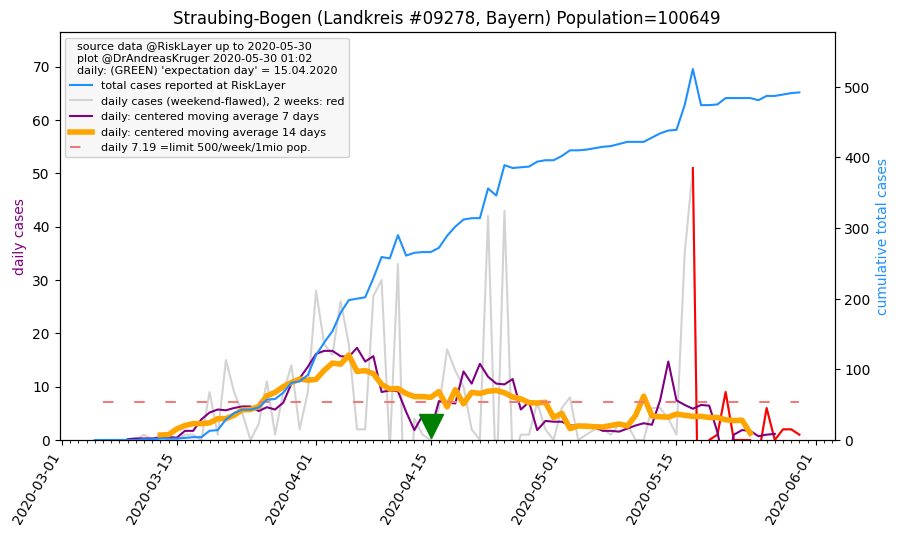 Straubing-Bogen (Landkreis #09278, Bayern) Population=100649
source data @RiskLayer up to 2020-05-30
plot @DrAndreasKruger 2020-05-30 01:02
daily: (GREEN) 'expectation day' = 15.04.2020
total cases reported at RiskLayer
daily cases (weekend-flawed), 2 weeks: red
daily: centered moving average 7 days
daily: centered moving average 14 days
daily 7.19 =limit 500/week/1mio pop.
daily cases
70
60
50
40
30
20
10
0
500
400
300
200
100
0
cumulative total cases
2020-03-01
2020-03-15
2020-04-01
2020-04-15
2020-05-01
2020-05-15
2020-06-01